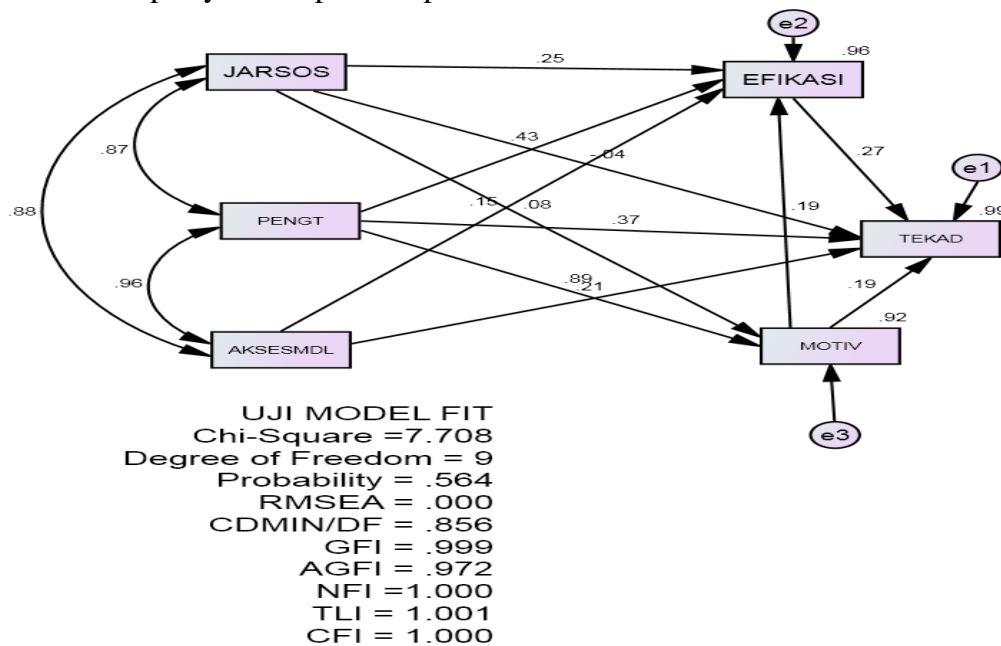 e2
.96
JARSOS
.25
EFIKASI
.87
.43
-.04
.27
e1
.88
.99
PENGT
.15
.08
.19
.37
TEKAD
.96
.89
.21
.19
.92
AKSESMDL
MOTIV
e3
UJI MODEL FIT
Chi-Square =7.708
Degree of Freedom = 9
Probability = .564
RMSEA = .000
CDMIN/DF = .856
GFI = .999
AGFI = .972
NFI =1.000
TLI = 1.001
CFI = 1.000